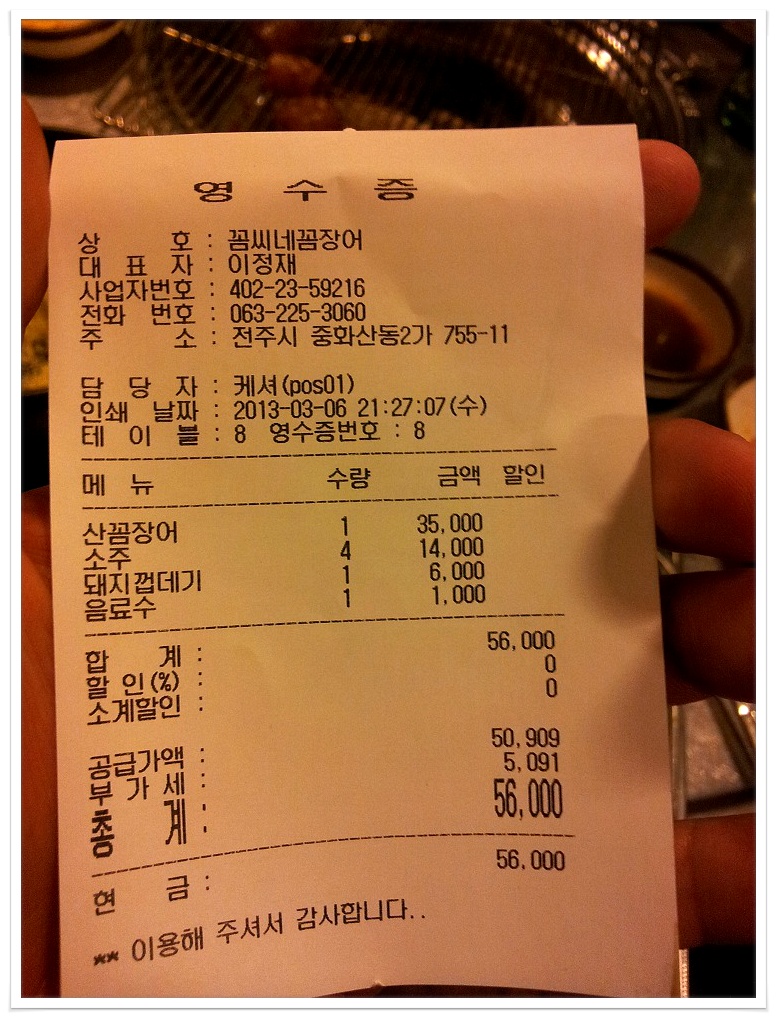 영 수 증
상 호 : 꼼씨네꼼장어
대 표 자 : 이정재
사업자번호 : 402-23-59216
전화 번호 : 063-225-3060
주 소 : 전주시 중화산동2가 755-11
담 당 자 : 케셔(pos01)
인쇄 날짜 : 2013-03-06 21:27:07(수)
테 이 블 : 8 영수증번호 : 8
메 뉴 수량 금액 할인
산꼼장어 1 35,000
소주 4 14,000
돼지껍데기 1 6,000
음료수 1 1,000
합 계 : 56,000
할 인(%) : 0
소계할인 : 0
공급가액 : 50,909
부 가 세 : 5,091
총 계 : 56,000
현 금 : 56,000
** 이용해 주셔서 감사합니다..